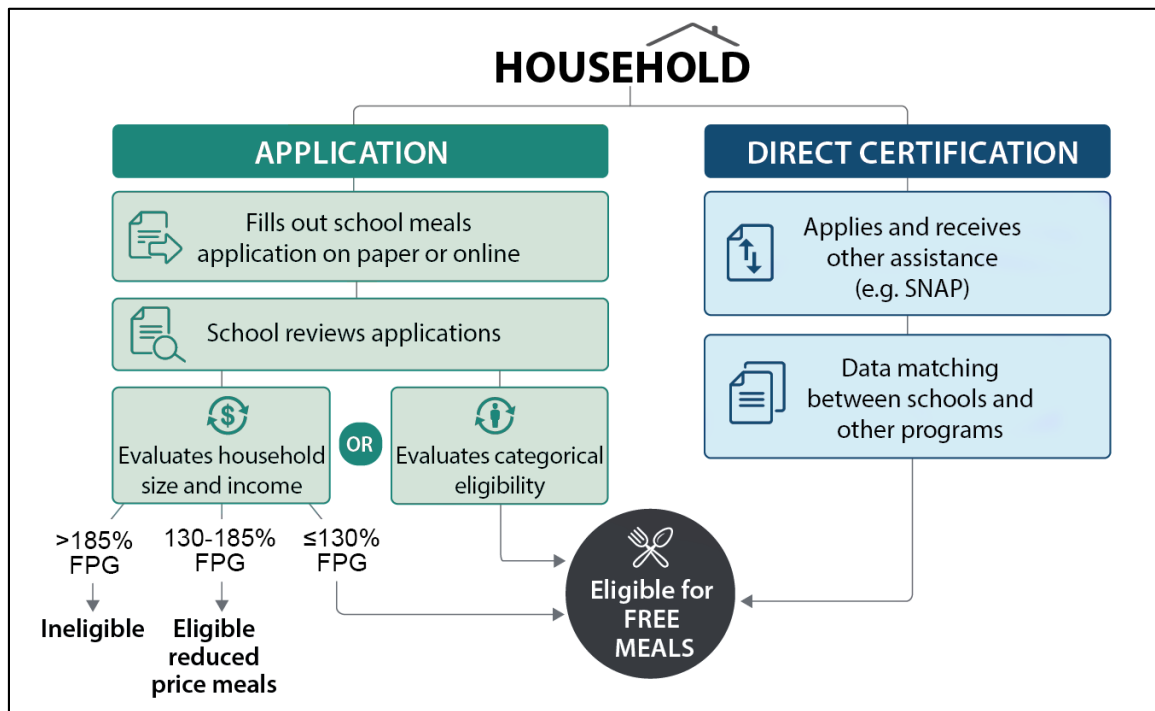 HOUSEHOLD
APPLICATION
Fills out school meals
application on paper or online
School reviews applications
$
Evaluates household
size and income
OR
Evaluates categorical
eligibility
>185%
FPG
130-185%
FPG
≤130%
FPG
Ineligible
Eligible
reduced
price meals
DIRECT CERTIFICATION
Applies and receives
other assistance
(e.g. SNAP)
Data matching
between schools and
other programs
Eligible for
FREE
MEALS